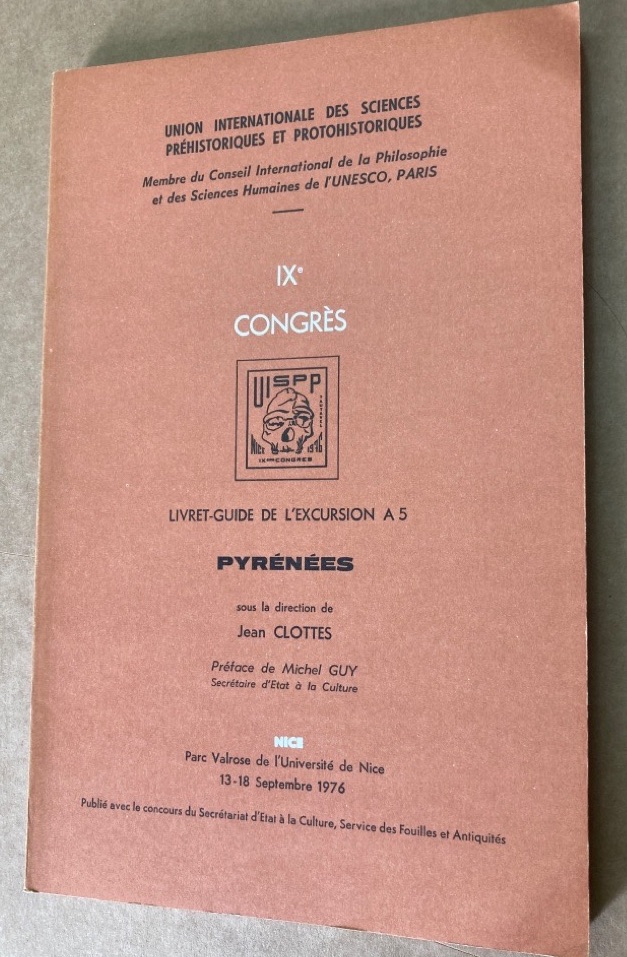 UNION INTERNATIONALE DES SCIENCES
PRÉHISTORIQUES ET PROTOHISTORIQUES
Membre du Conseil International de la Philosophie
et des Sciences Humaines de l'UNESCO, PARIS
IXe
CONGRÈS
UISPP
NICE 1976
IXème CONGRES
LIVRET-GUIDE DE L'EXCURSION A 5
PYRÉNÉES
sous la direction de
Jean CLOTTES
Préface de Michel GUY
Secrétaire d'Etat à la Culture
NICE
Parc Valrose de l'Université de Nice
13-18 Septembre 1976
Publié avec le concours du Secrétariat d'Etat à la Culture, Service des Fouilles et Antiquités